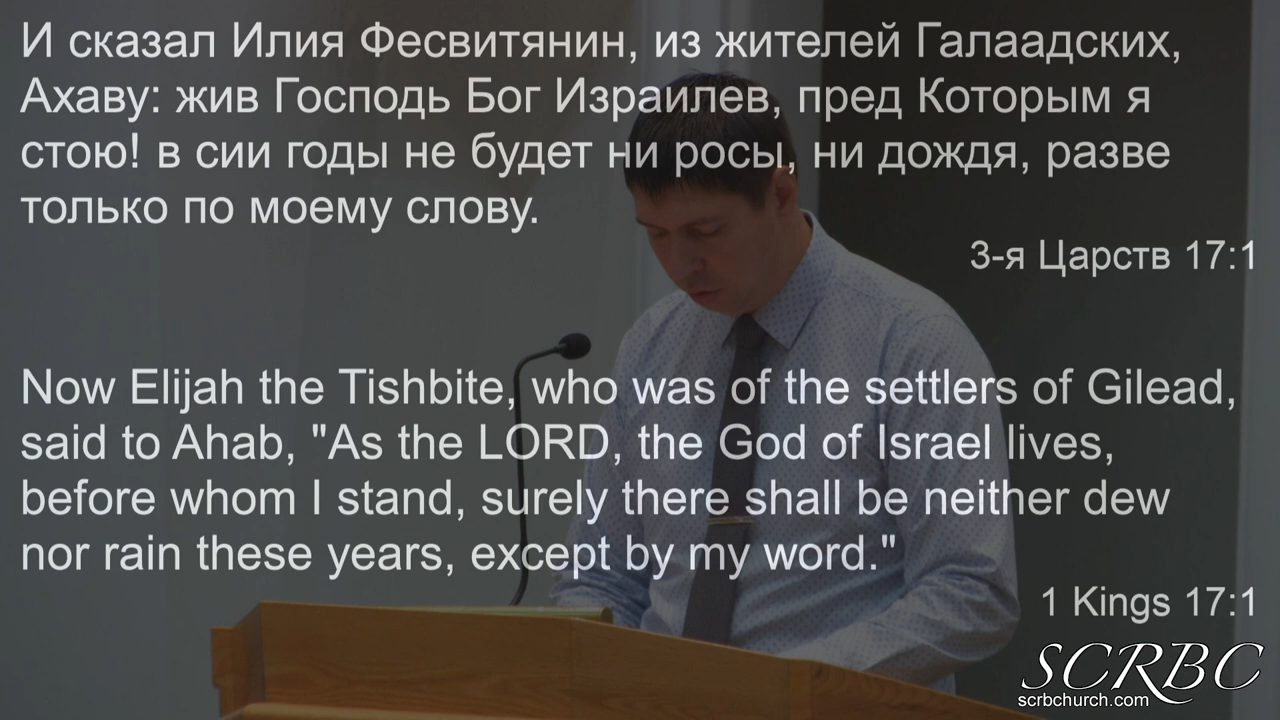 И сказал Илия Фесвитянин, из жителей Галаадских,
Ахаву: жив Господь Бог Израилев, пред Которым я
стою! в сии годы не будет ни росы, ни дождя, разве
только по моему слову.
3-я Царств 17:1
Now Elijah the Tishbite, who was of the settlers of Gilead,
said to Ahab, "As the LORD, the God of Israel lives,
before whom I stand, surely there shall be neither dew
nor rain these years, except by my word."
1 Kings 17:1
SCRBC
scrbchurch.com